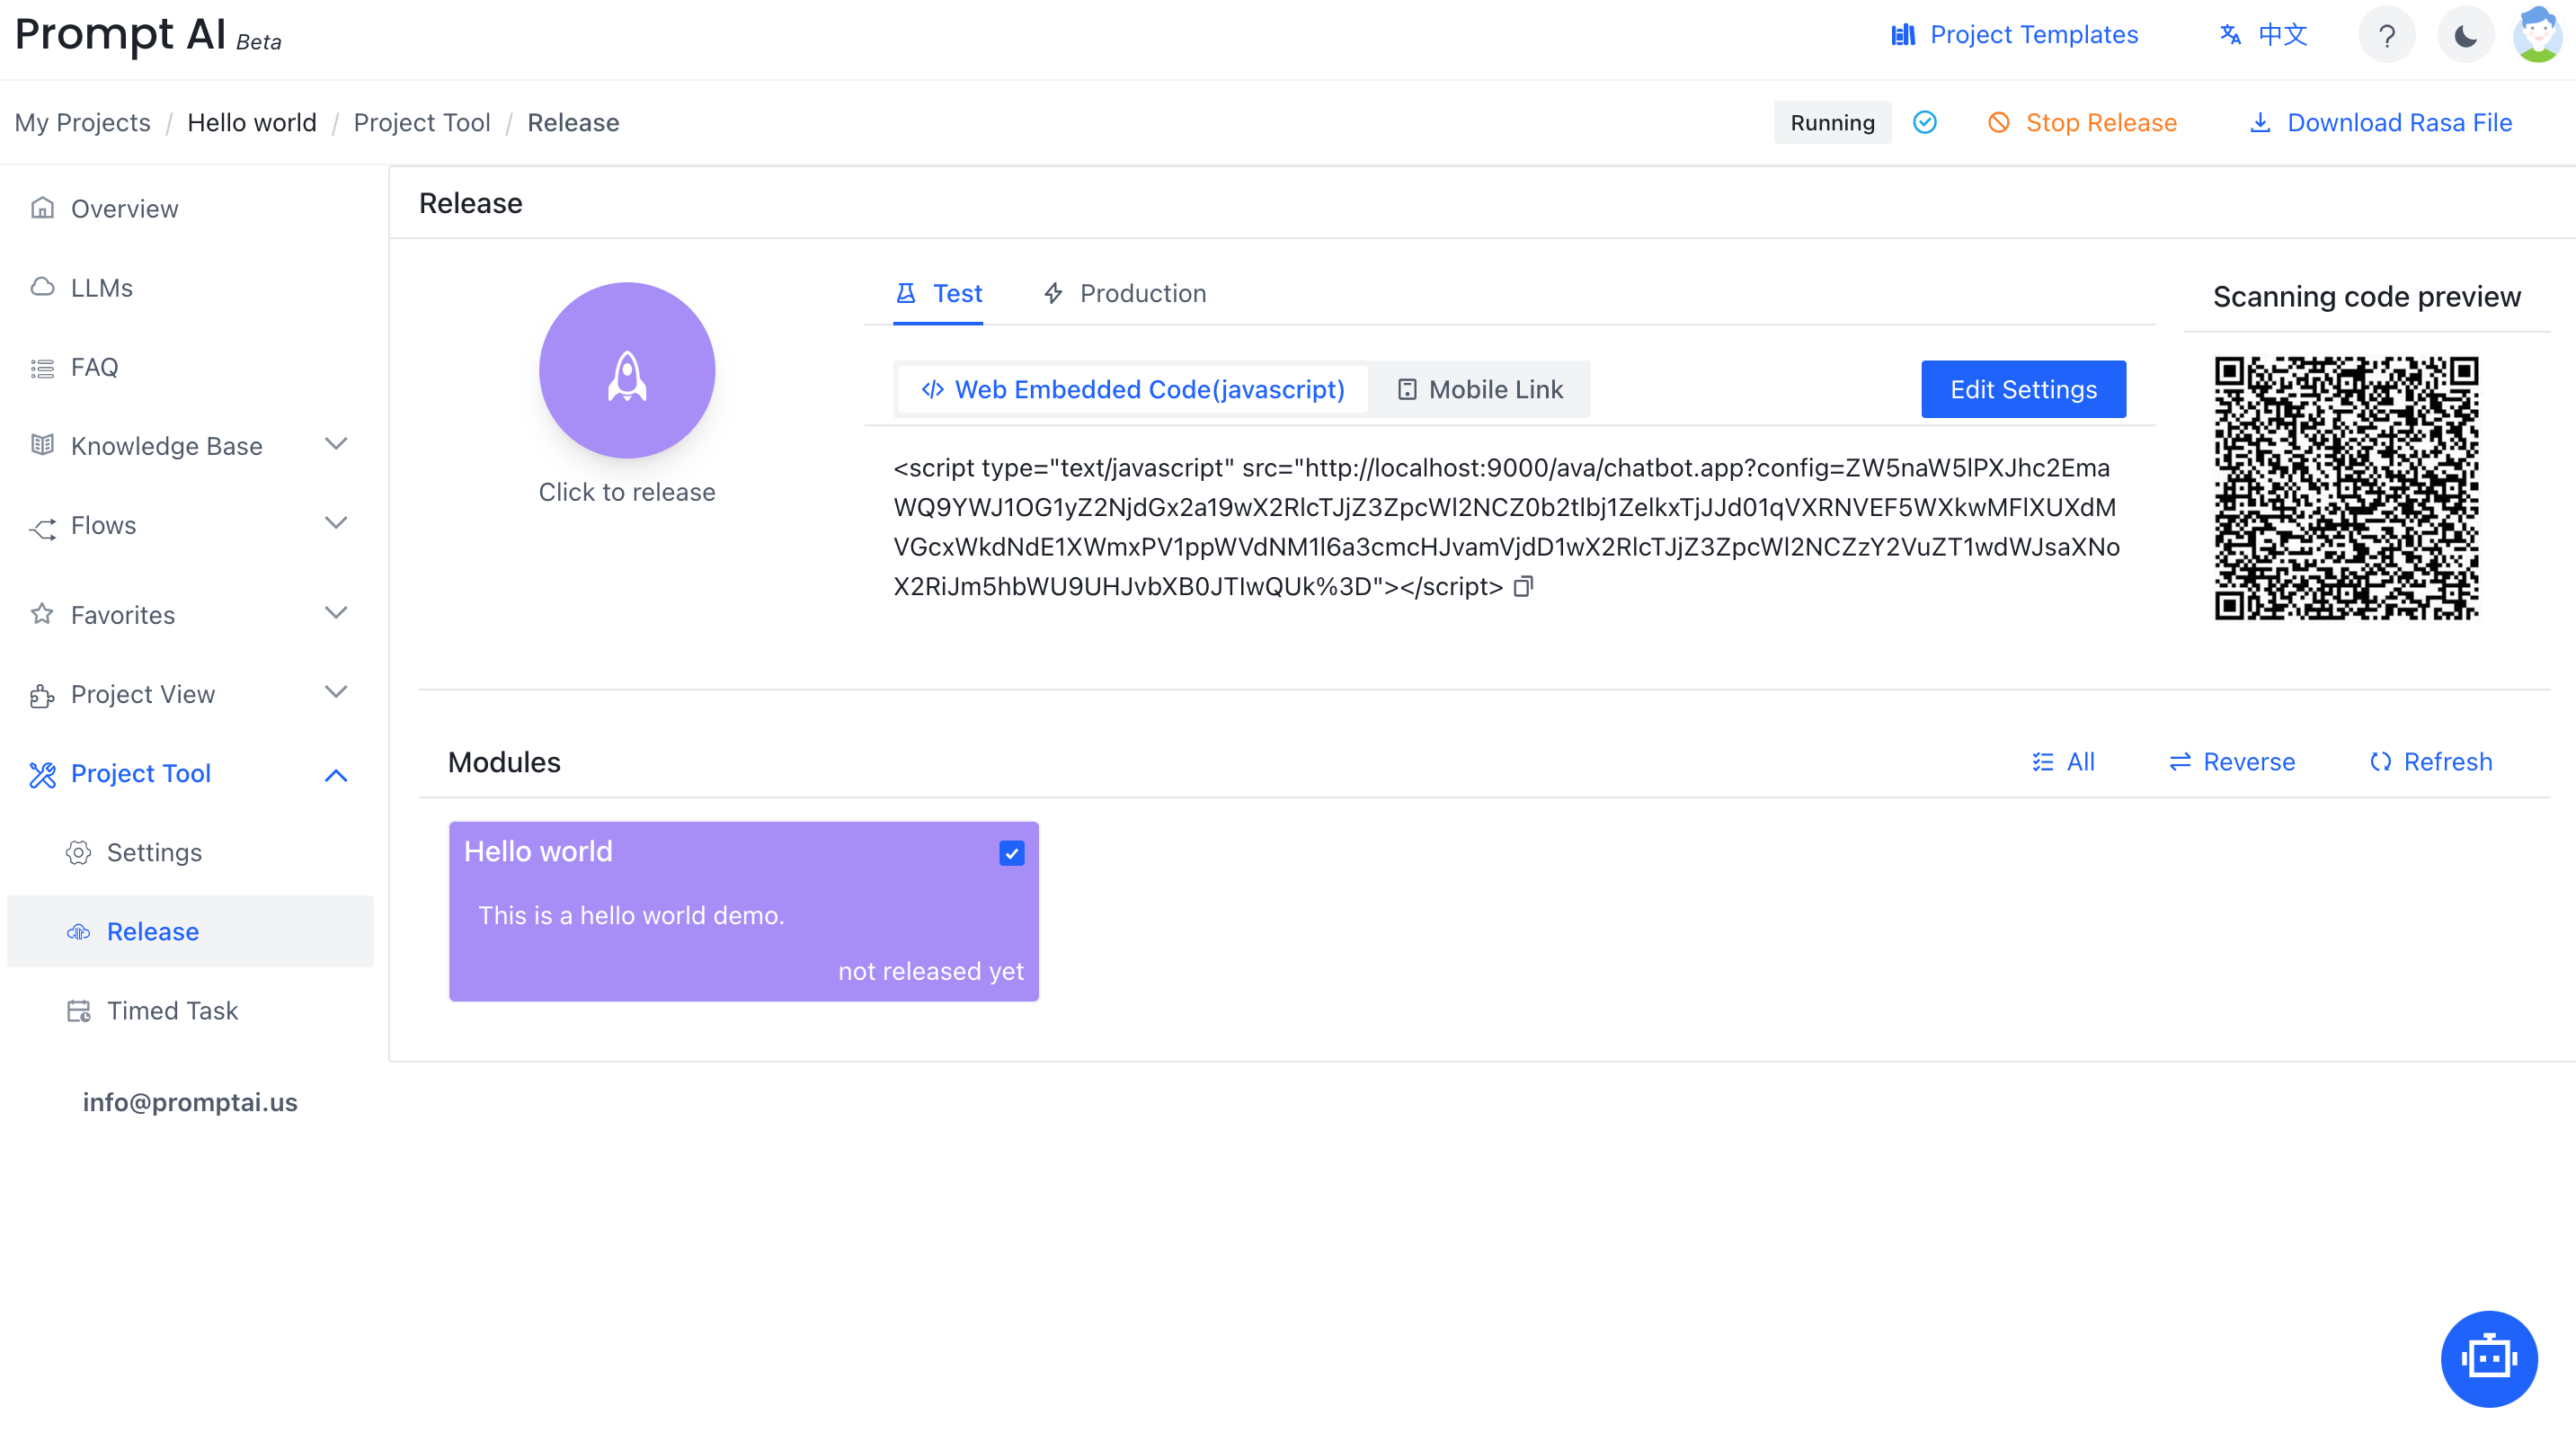 Prompt AI Beta
Project Templates
中文
?
My Projects / Hello world / Project Tool / Release
Running
Stop Release
Download Rasa File
Overview
LLMs
FAQ
Knowledge Base
Flows
Favorites
Project View
Project Tool
Settings
Release
Timed Task
info@promptai.us
Release
Click to release
Test
Production
Web Embedded Code(javascript)
Mobile Link
Edit Settings
<script type="text/javascript" src="http://localhost:9000/ava/chatbot.app?config=ZW5naW5lPXJhc2Ema
WQ9YWJ1OG1yZ2NjdGx2a19wX2RlcTJjZ3ZpcWl2NCZ0b2tlbj1ZelkxTjJJd01qVXRNVEF5WXkwMFlXUXdM
VGcxWkdNdE1XWmxPV1ppWVdNM1l6a3cmcHJvamVjdD1wX2RlcTJjZ3ZpcWl2NCZzY2VuZT1wdWJsaXNo
X2RiJm5hbWU9UHJvbXB0JTIwQUk%3D"></script>
Scanning code preview
Modules
All
Reverse
Refresh
Hello world
This is a hello world demo.
not released yet